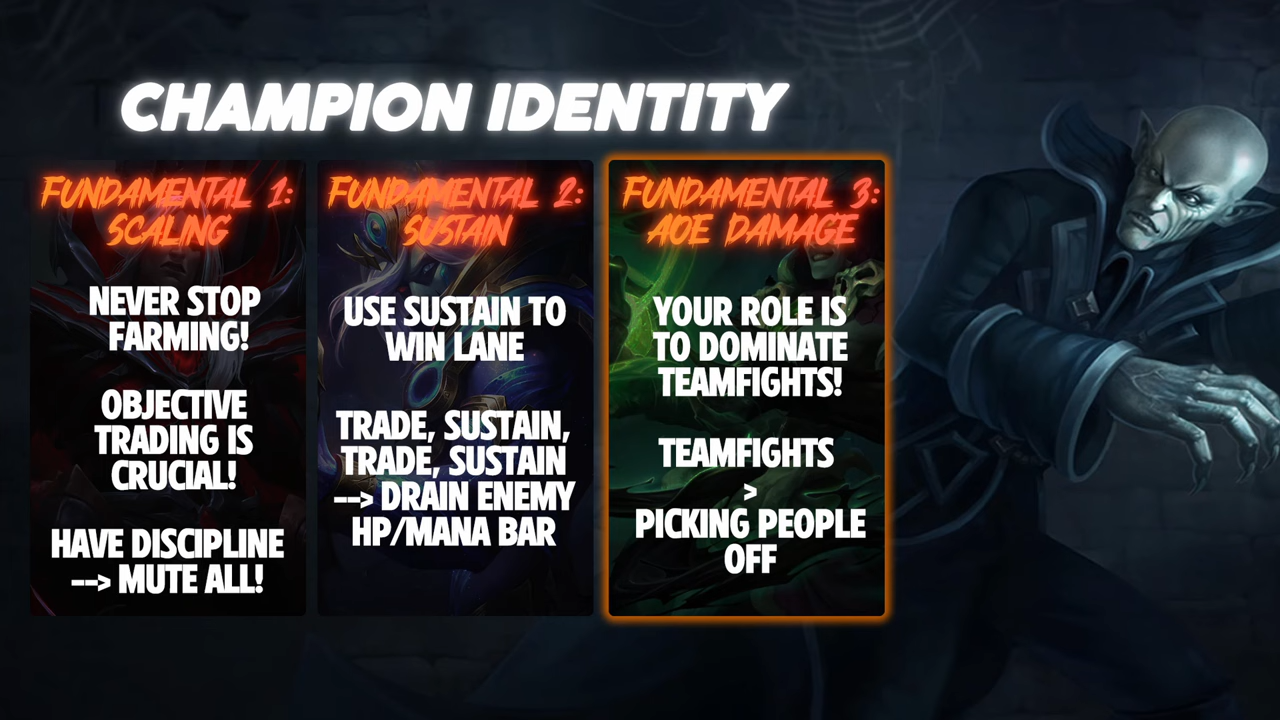 CHAMPION IDENTITY
FUNDAMENTAL 1:
SCALING
NEVER STOP
FARMING!
OBJECTIVE
TRADING IS
CRUCIAL!
HAVE DISCIPLINE
--> MUTE ALL!
FUNDAMENTAL 2:
SUSTAIN
USE SUSTAIN TO
WIN LANE
TRADE, SUSTAIN,
TRADE, SUSTAIN
--> DRAIN ENEMY
HP/MANA BAR
FUNDAMENTAL 3:
AOE DAMAGE
YOUR ROLE IS
TO DOMINATE
TEAMFIGHTS!
TEAMFIGHTS
>
PICKING PEOPLE
OFF